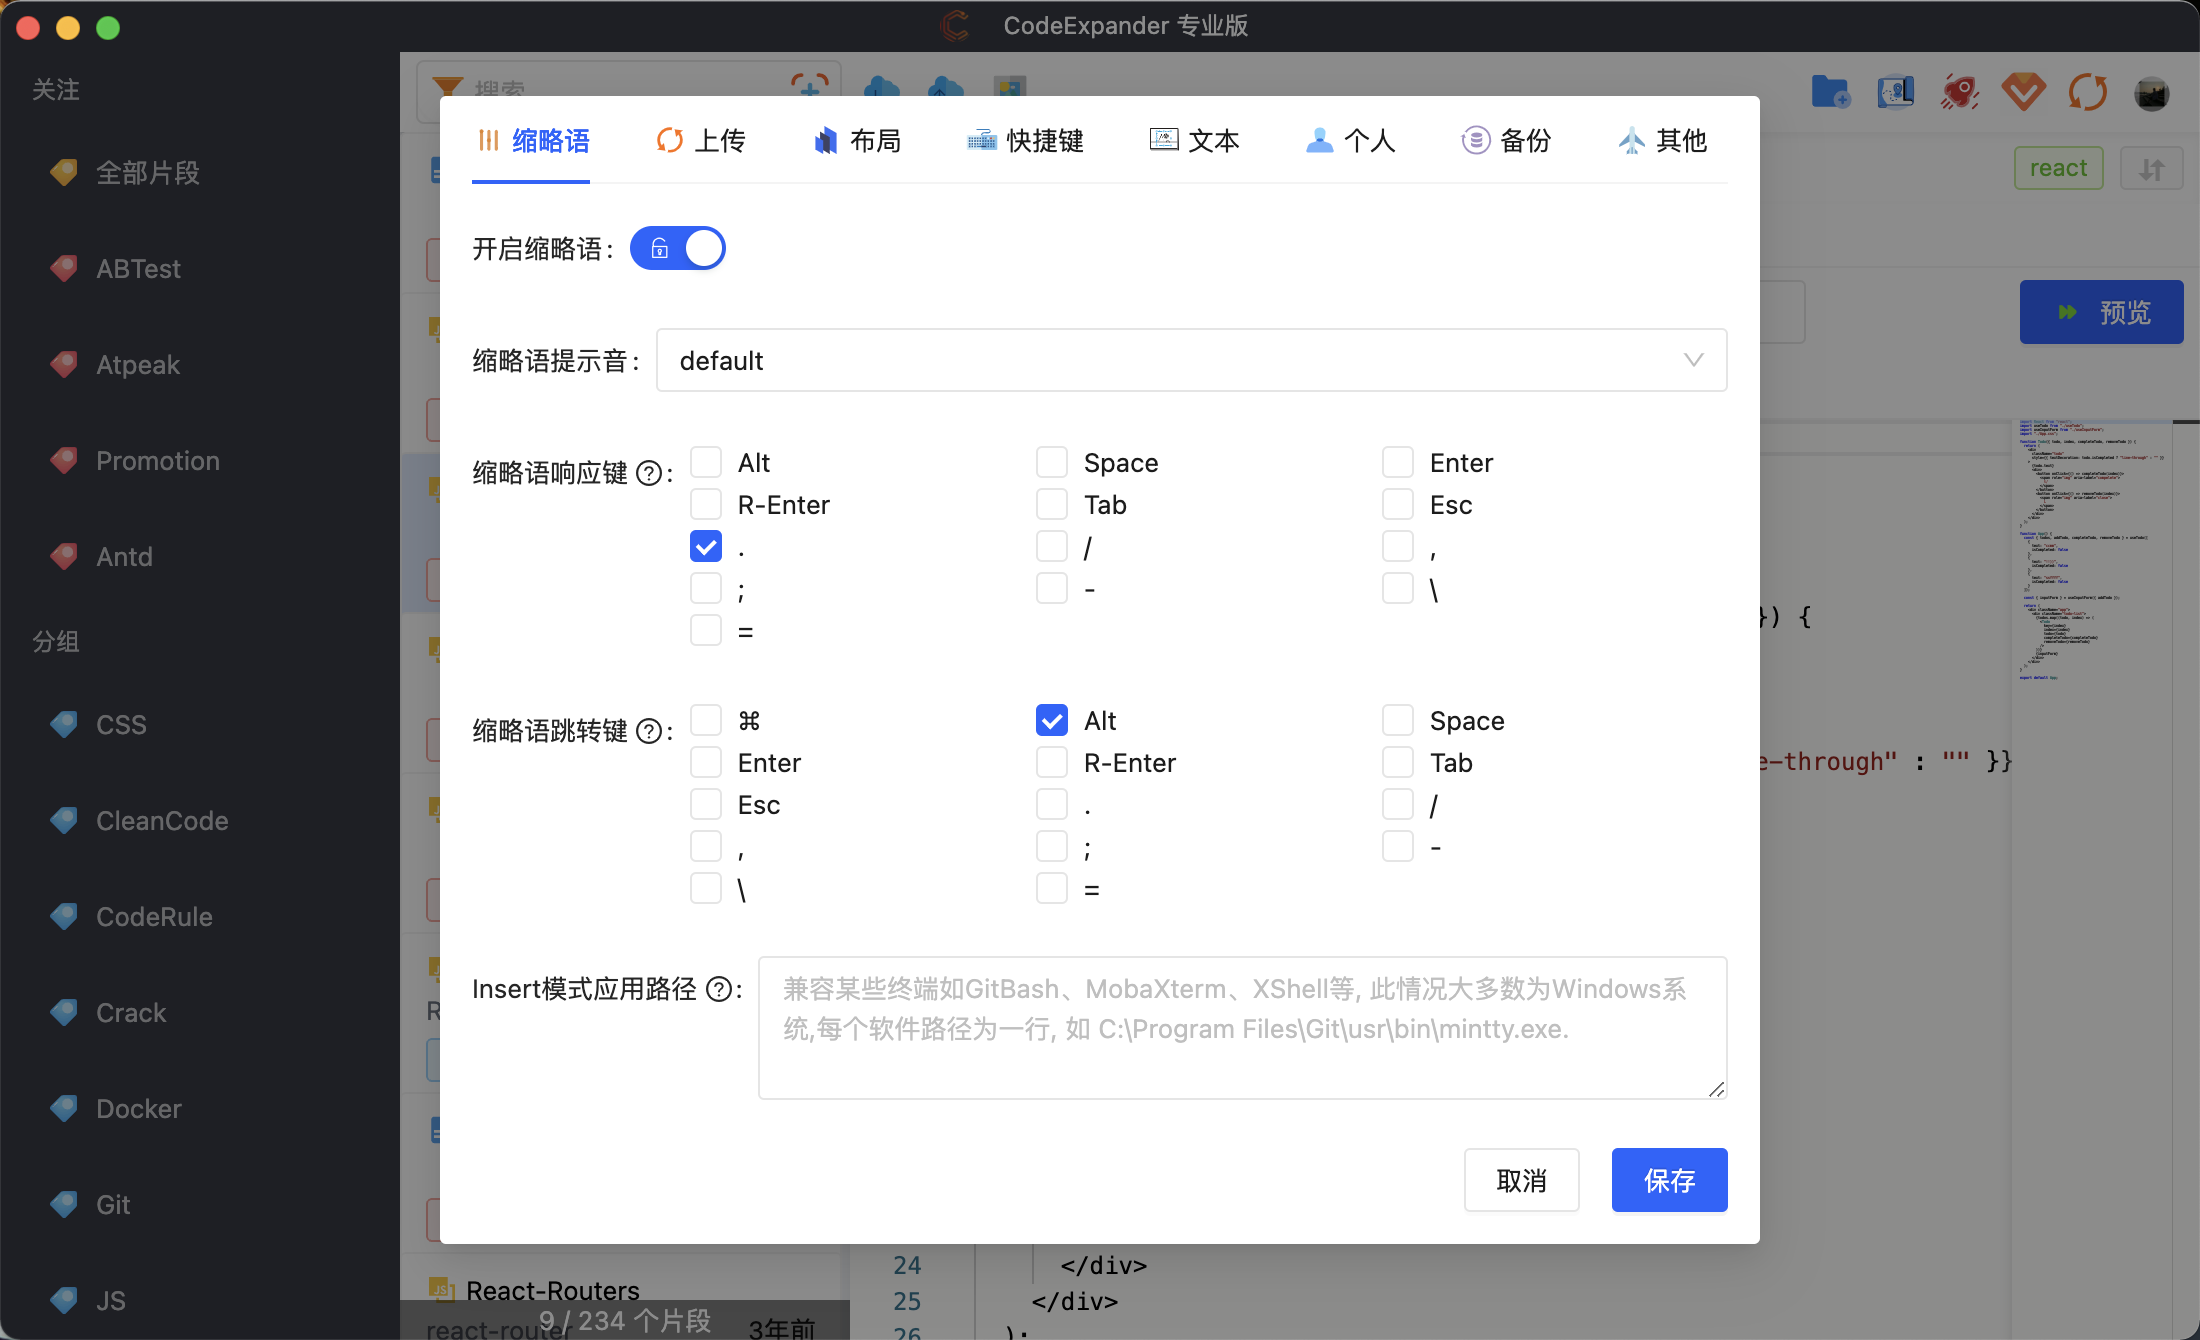 CodeExpander 专业版
关注
全部片段
ABTest
Atpeak
Promotion
Antd
分组
CSS
CleanCode
CodeRule
Crack
Docker
Git
JS
搜索
react
预览
缩略语 上传 布局 快捷键 文本 个人 备份 其他
开启缩略语:
缩略语提示音: default
缩略语响应键 ?:
Alt Space Enter
R-Enter Tab Esc
. / ,
; - \
=
缩略语跳转键 ?:
⌘ Alt Space
Enter R-Enter Tab
Esc . /
, ; -
\ =
Insert模式应用路径 ?:
兼容某些终端如GitBash、MobaXterm、XShell等, 此情况大多数为Windows系
统,每个软件路径为一行, 如 C:\Program Files\Git\usr\bin\mintty.exe.
取消 保存
}) {
e-through" : "" }}
R
React-Routers
react-router
9 / 234 个片段
3年前
24 </div>
25 </div>
26 );